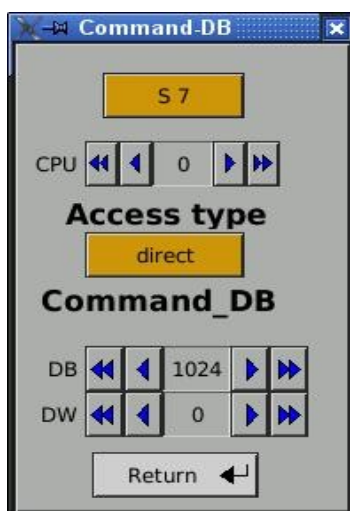 Command-DB
S 7
CPU 0
Access type
direct
Command_DB
DB 1024
DW 0
Return